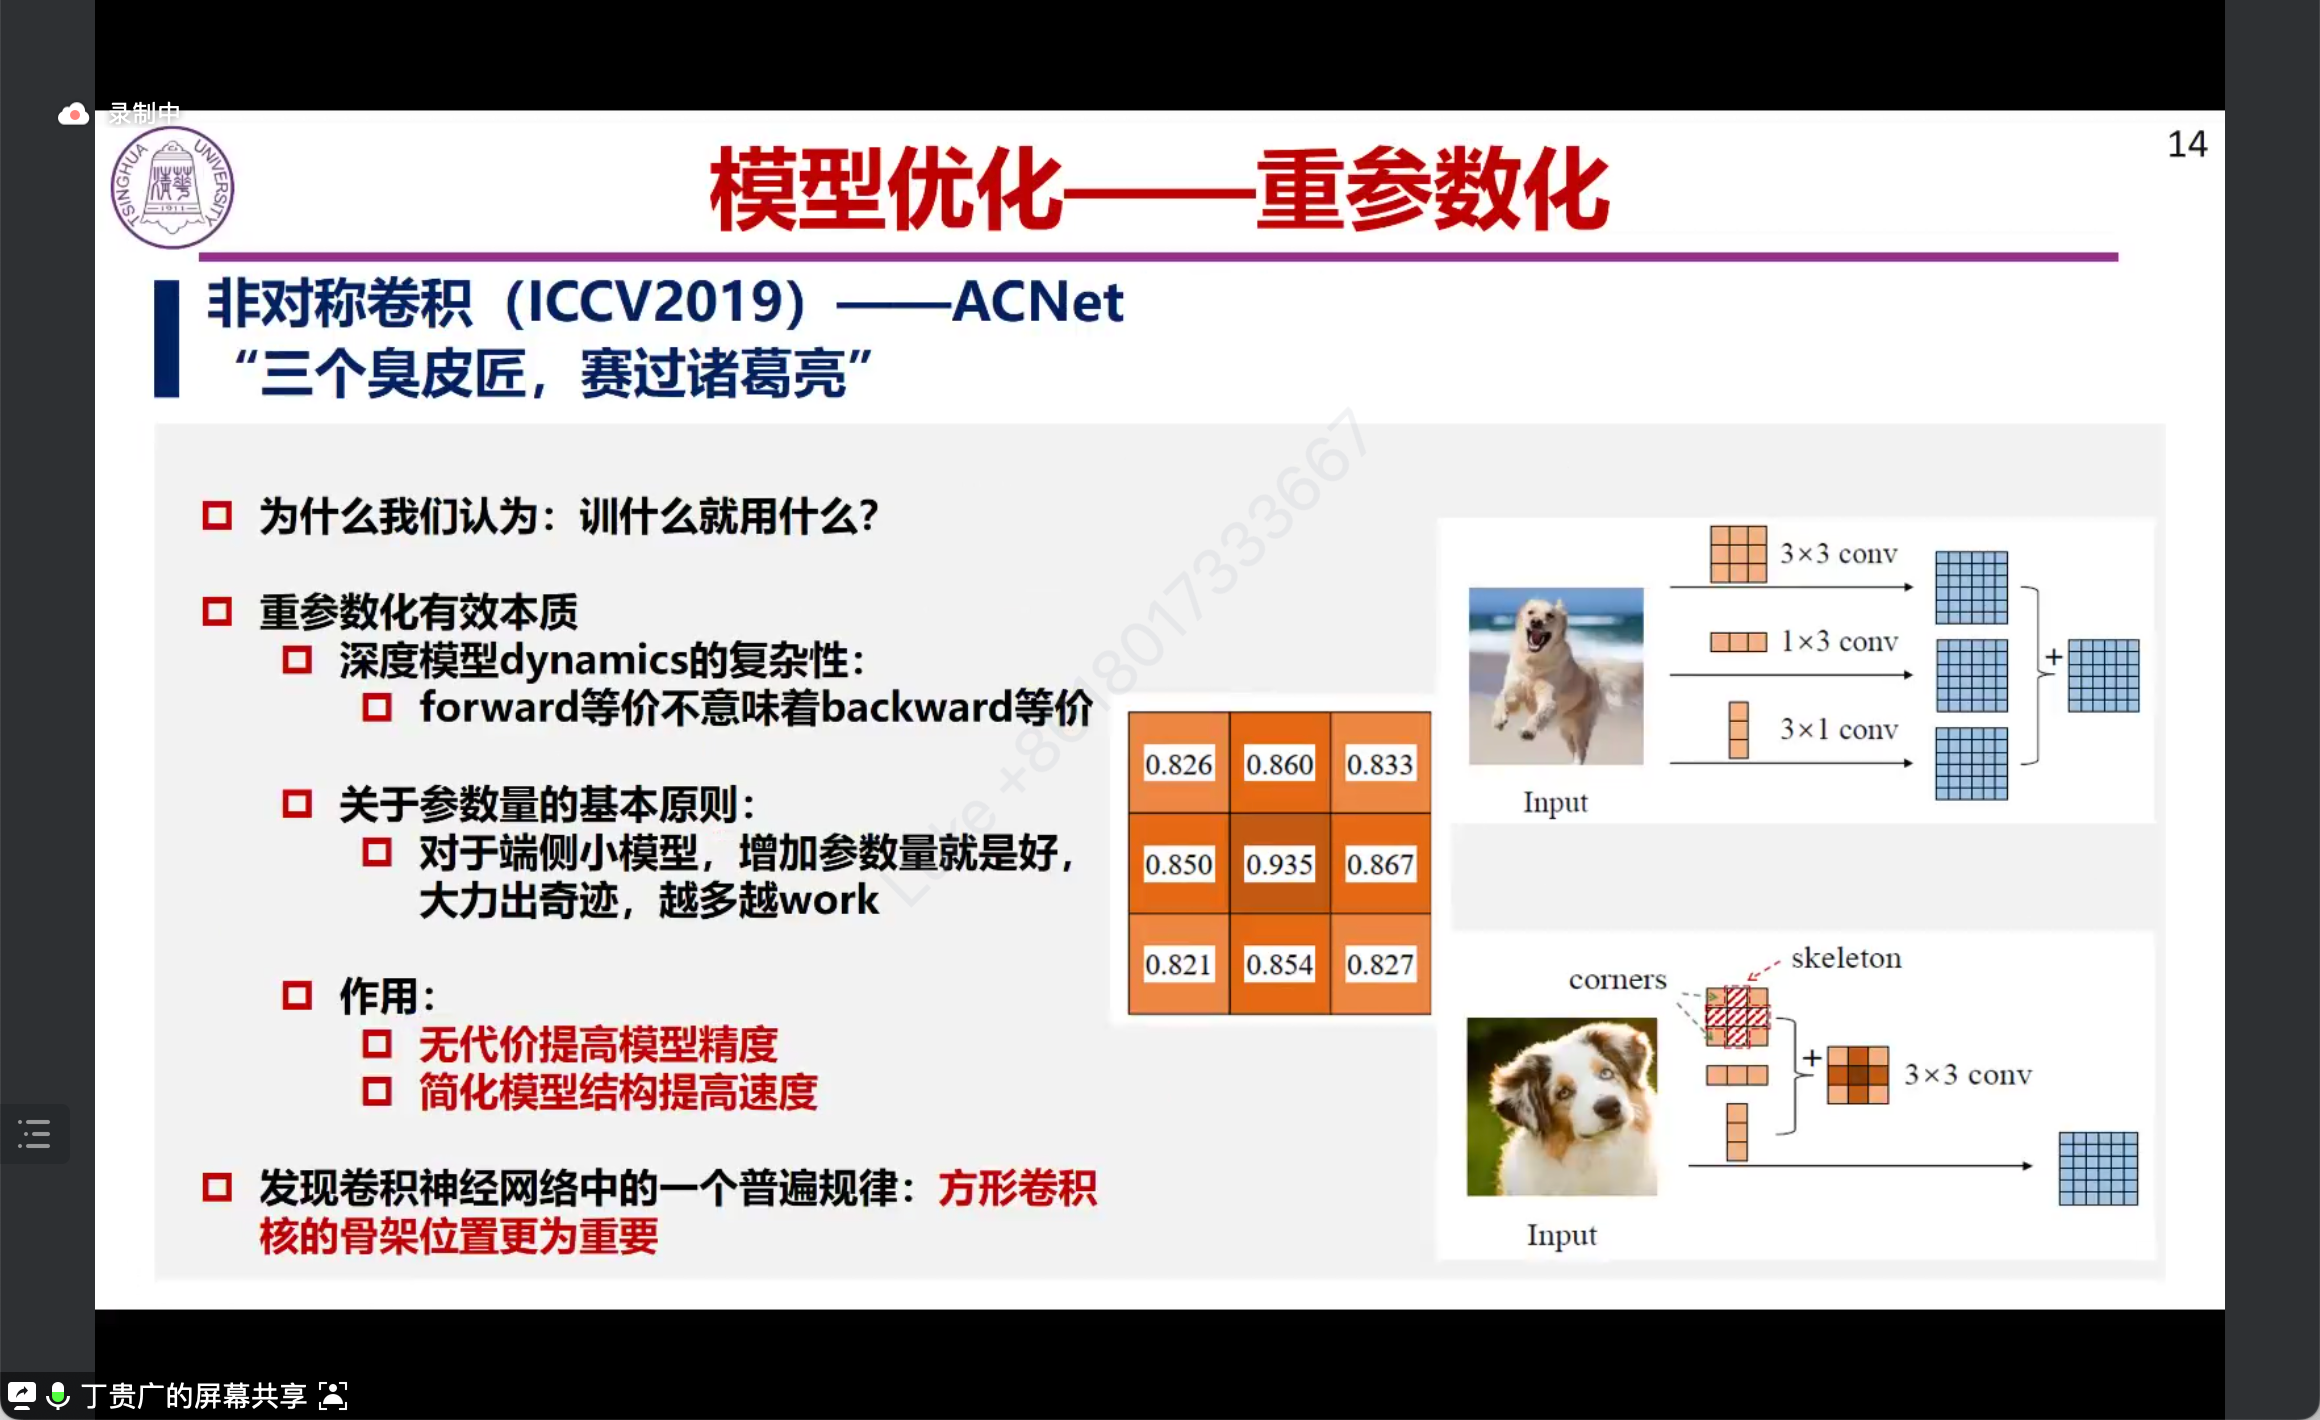 录制中
TSINGHUA UNIVERSITY
清華
1911
14
模型优化——重参数化
非对称卷积（ICCV2019）——ACNet
“三个臭皮匠，赛过诸葛亮”
为什么我们认为：训什么就用什么？
重参数化有效本质
深度模型dynamics的复杂性：
forward等价不意味着backward等价
关于参数量的基本原则：
对于端侧小模型，增加参数量就是好，
大力出奇迹，越多越work
作用：
无代价提高模型精度
简化模型结构提高速度
发现卷积神经网络中的一个普遍规律：方形卷积
核的骨架位置更为重要
0.826 0.860 0.833
0.850 0.935 0.867
0.821 0.854 0.827
3×3 conv
1×3 conv
+
3×1 conv
Input
skeleton
corners
+
3×3 conv
Input
丁贵广的屏幕共享